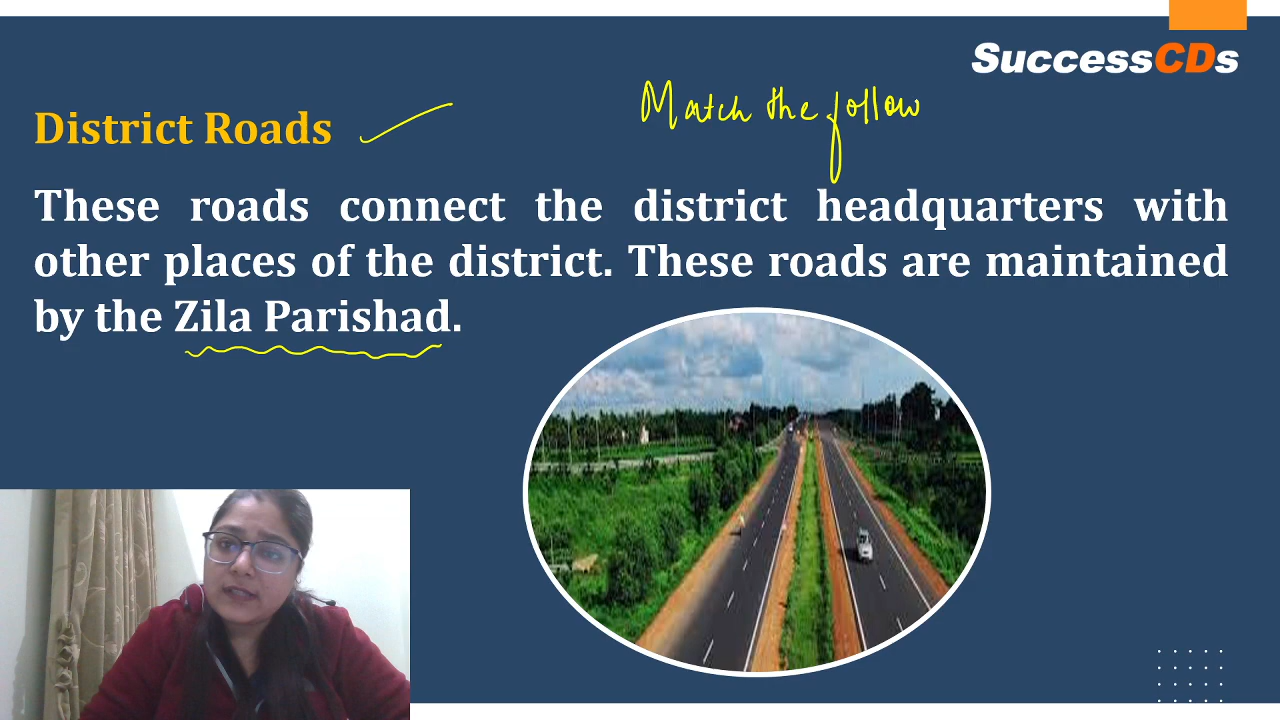 SuccessCDs
Match the follow
District Roads
These roads connect the district headquarters with
other places of the district. These roads are maintained
by the Zila Parishad.